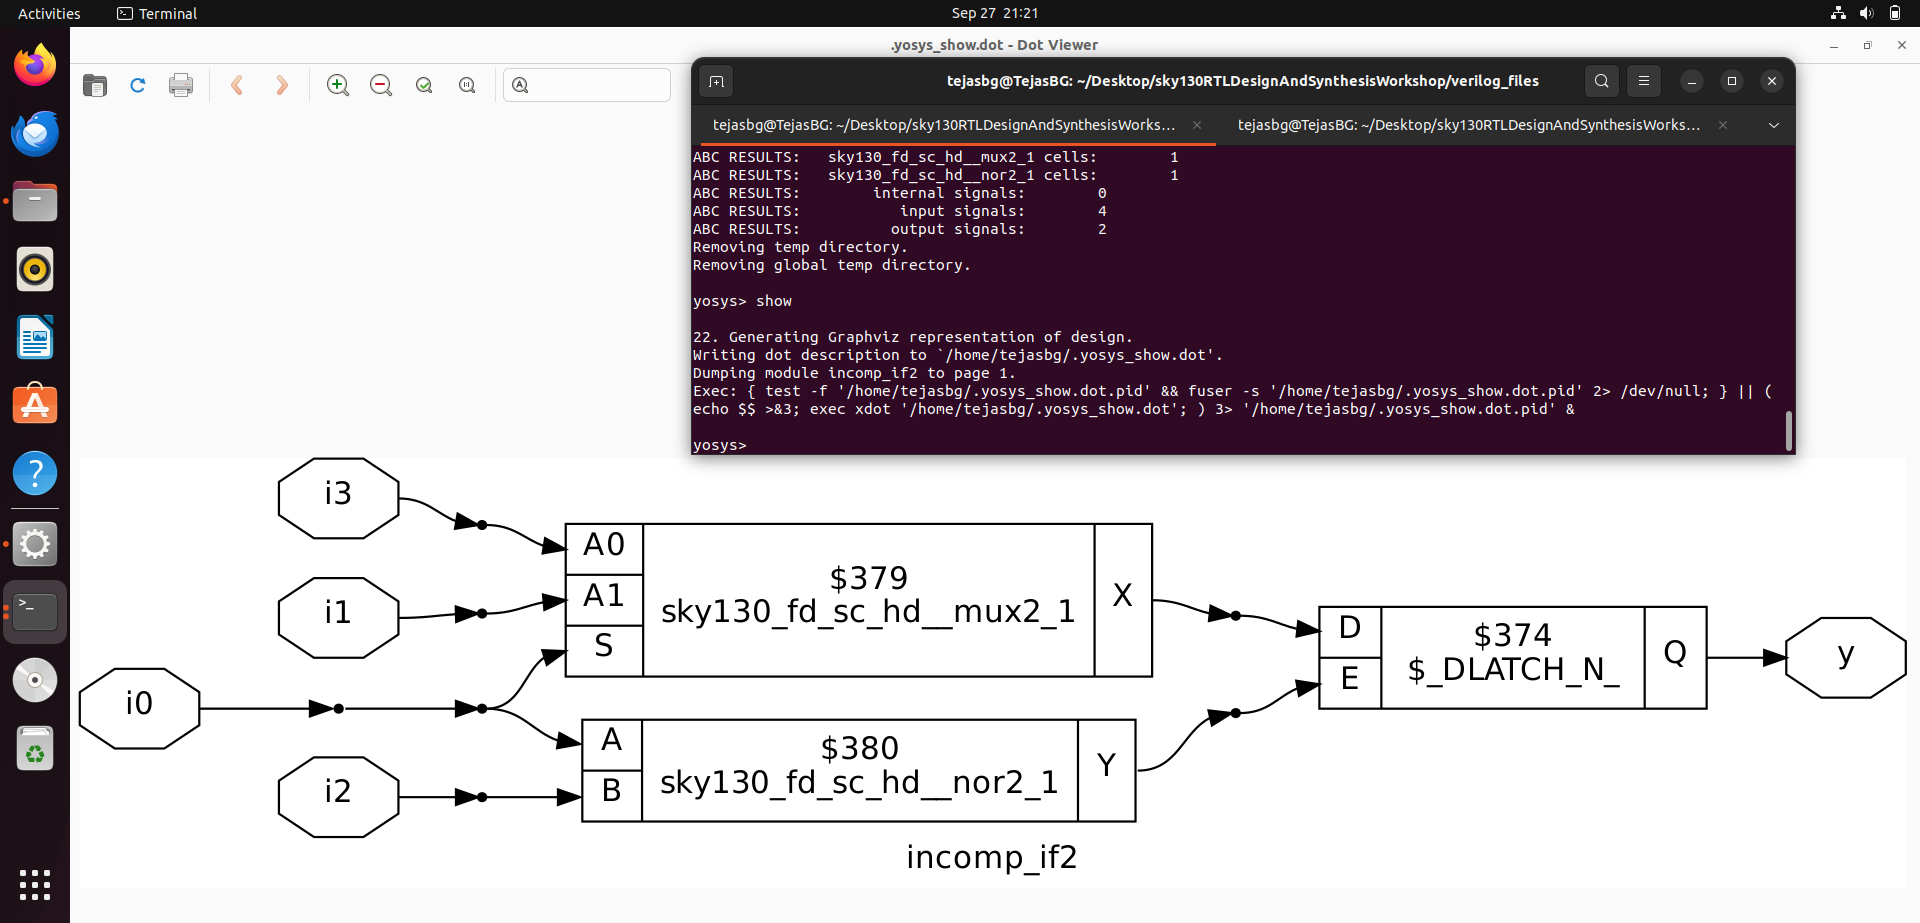 Activities
Terminal
Sep 27 21:21
.yosys_show.dot - Dot Viewer
tejasbg@TejasBG: ~/Desktop/sky130RTLDesignAndSynthesisWorkshop/verilog_files
tejasbg@TejasBG: ~/Desktop/sky130RTLDesignAndSynthesisWorks...
tejasbg@TejasBG: ~/Desktop/sky130RTLDesignAndSynthesisWorks...
ABC RESULTS:   sky130_fd_sc_hd__mux2_1 cells:        1
ABC RESULTS:   sky130_fd_sc_hd__nor2_1 cells:        1
ABC RESULTS:        internal signals:        0
ABC RESULTS:           input signals:        4
ABC RESULTS:          output signals:        2
Removing temp directory.
Removing global temp directory.
yosys> show
22. Generating Graphviz representation of design.
Writing dot description to `/home/tejasbg/.yosys_show.dot'.
Dumping module incomp_if2 to page 1.
Exec: { test -f '/home/tejasbg/.yosys_show.dot.pid' && fuser -s '/home/tejasbg/.yosys_show.dot.pid' 2> /dev/null; } || (
echo $$ >&3; exec xdot '/home/tejasbg/.yosys_show.dot'; ) 3> '/home/tejasbg/.yosys_show.dot.pid' &
yosys>
i3
i1
i0
i2
A0
A1
S
$379
sky130_fd_sc_hd__mux2_1
X
A
B
$380
sky130_fd_sc_hd__nor2_1
Y
D
E
$374
$_DLATCH_N_
Q
y
incomp_if2